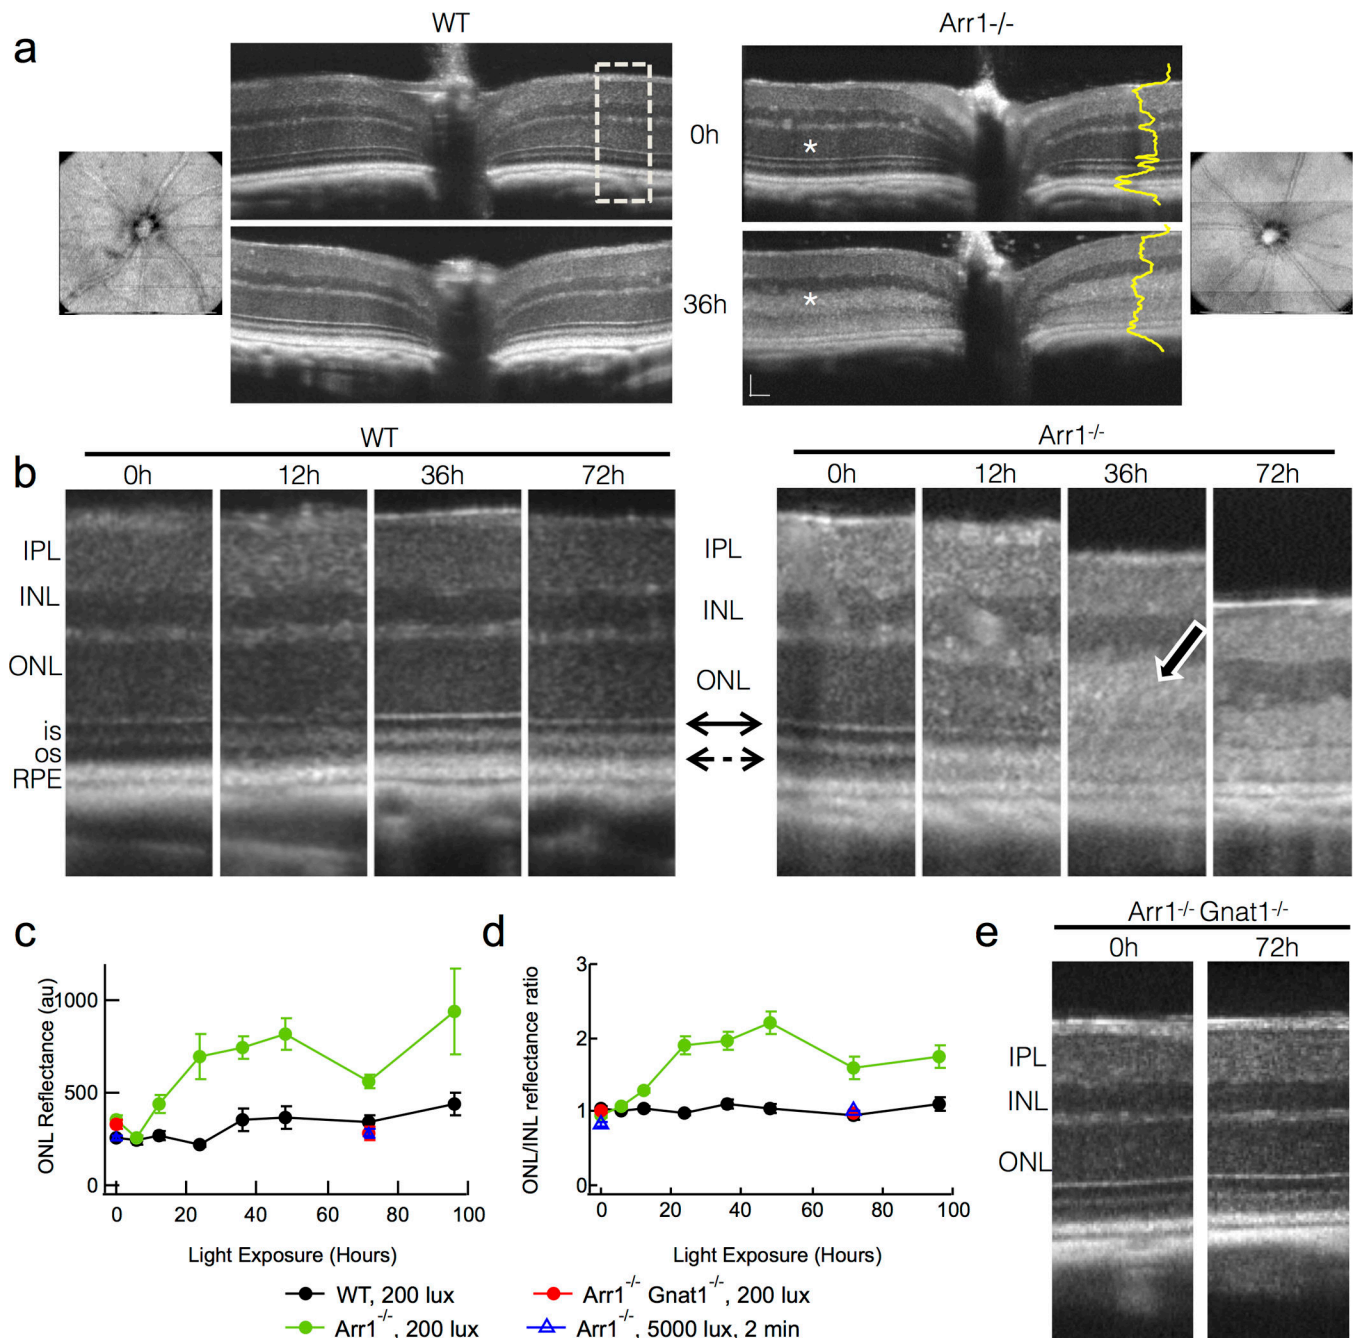 a
WT
Arr1-/-
0h
*
36h
*
b
WT
0h 12h 36h 72h
IPL
INL
ONL
is
os
RPE
Arr1-/-
0h 12h 36h 72h
IPL
INL
ONL
c
ONL Reflectance (au)
1000
500
0
0 20 40 60 80 100
Light Exposure (Hours)
d
ONL/INL reflectance ratio
3
2
1
0
0 20 40 60 80 100
Light Exposure (Hours)
WT, 200 lux
Arr1-/-, 200 lux
Arr1-/- Gnat1-/-, 200 lux
Arr1-/-, 5000 lux, 2 min
e
Arr1-/- Gnat1-/-
0h 72h
IPL
INL
ONL